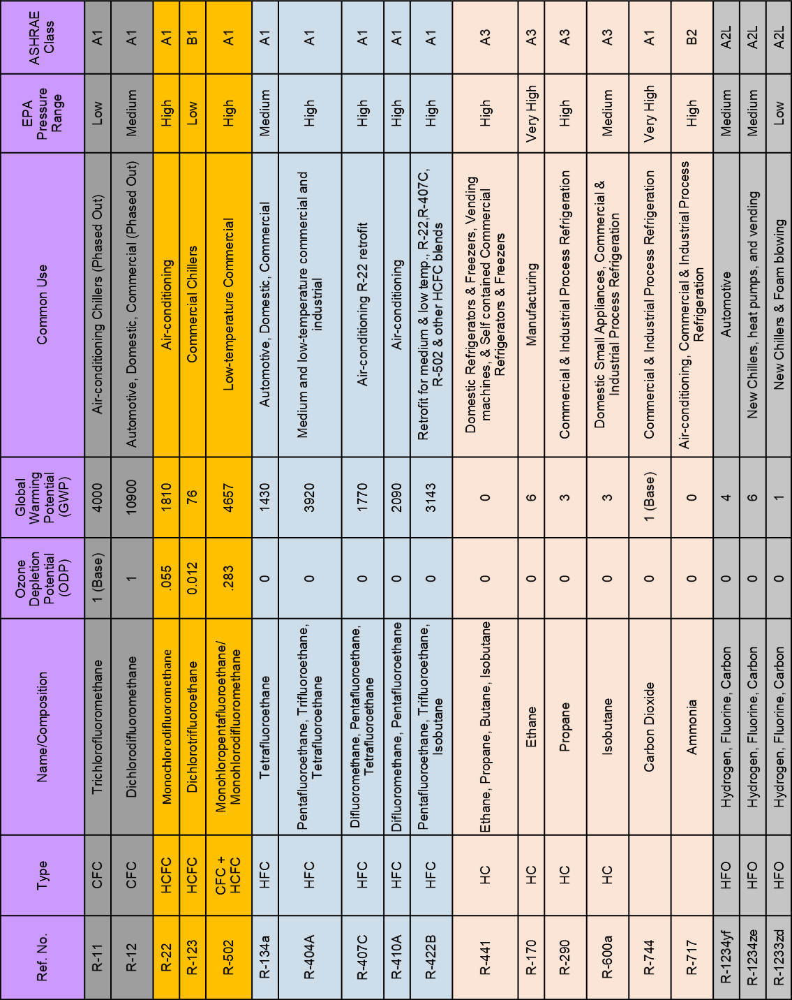 Ref. No.
Type
Name/Composition
Ozone
Depletion
Potential
(ODP)
Global
Warming
Potential
(GWP)
Common Use
EPA
Pressure
Range
ASHRAE
Class
R-11
CFC
Trichlorofluoromethane
1 (Base)
4000
Air-conditioning Chillers (Phased Out)
Low
A1
R-12
CFC
Dichlorodifluoromethane
1
10900
Automotive, Domestic, Commercial (Phased Out)
Medium
A1
R-22
HCFC
Monochlorodifluoromethane
.055
1810
Air-conditioning
High
A1
R-123
HCFC
Dichlorotrifluoroethane
0.012
76
Commercial Chillers
Low
B1
R-502
CFC +
HCFC
Monohloropentafluoroethane/
Monohlorodifluoromethane
.283
4657
Low-temperature Commercial
High
A1
R-134a
HFC
Tetrafluoroethane
0
1430
Automotive, Domestic, Commercial
Medium
A1
R-404A
HFC
Pentafluoroethane, Trifluoroethane,
Tetrafluoroethane
0
3920
Medium and low-temperature commercial and
industrial
High
A1
R-407C
HFC
Difluoromethane, Pentafluoroethane,
Tetrafluoroethane
0
1770
Air-conditioning R-22 retrofit
High
A1
R-410A
HFC
Difluoromethane, Pentafluoroethane
0
2090
Air-conditioning
High
A1
R-422B
HFC
Pentafluoroethane, Trifluoroethane,
Isobutane
0
3143
Retrofit for medium & low temp., R-22,R-407C,
R-502 & other HCFC blends
High
A1
R-441
HC
Ethane, Propane, Butane, Isobutane
0
0
Domestic Refrigerators & Freezers, Vending
machines, & Self contained Commercial
Refrigerators & Freezers
High
A3
R-170
HC
Ethane
0
6
Manufacturing
Very High
A3
R-290
HC
Propane
0
3
Commercial & Industrial Process Refrigeration
High
A3
R-600a
HC
Isobutane
0
3
Domestic Small Appliances, Commercial &
Industrial Process Refrigeration
Medium
A3
R-744
Carbon Dioxide
0
1 (Base)
Commercial & Industrial Process Refrigeration
Very High
A1
R-717
Ammonia
0
0
Air-conditioning, Commercial & Industrial Process
Refrigeration
High
B2
R-1234yf
HFO
Hydrogen, Fluorine, Carbon
0
4
Automotive
Medium
A2L
R-1234ze
HFO
Hydrogen, Fluorine, Carbon
0
6
New Chillers, heat pumps, and vending
Medium
A2L
R-1233zd
HFO
Hydrogen, Fluorine, Carbon
0
1
New Chillers & Foam blowing
Low
A2L